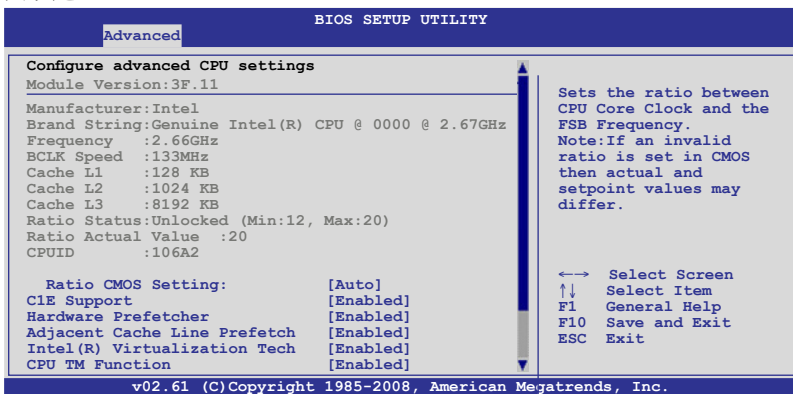 BIOS SETUP UTILITY
Advanced
Configure advanced CPU settings
Module Version:3F.11
Manufacturer:Intel
Brand String:Genuine Intel(R) CPU @ 0000 @ 2.67GHz
Frequency :2.66GHz
BCLK Speed :133MHz
Cache L1 :128 KB
Cache L2 :1024 KB
Cache L3 :8192 KB
Ratio Status:Unlocked (Min:12, Max:20)
Ratio Actual Value :20
CPUID :106A2
Ratio CMOS Setting: [Auto]
C1E Support [Enabled]
Hardware Prefetcher [Enabled]
Adjacent Cache Line Prefetch [Enabled]
Intel(R) Virtualization Tech [Enabled]
CPU TM Function [Enabled]
Sets the ratio between
CPU Core Clock and the
FSB Frequency.
Note:If an invalid
ratio is set in CMOS
then actual and
setpoint values may
differ.
←→ Select Screen
↑↓ Select Item
F1 General Help
F10 Save and Exit
ESC Exit
v02.61 (C)Copyright 1985-2008, American Megatrends, Inc.